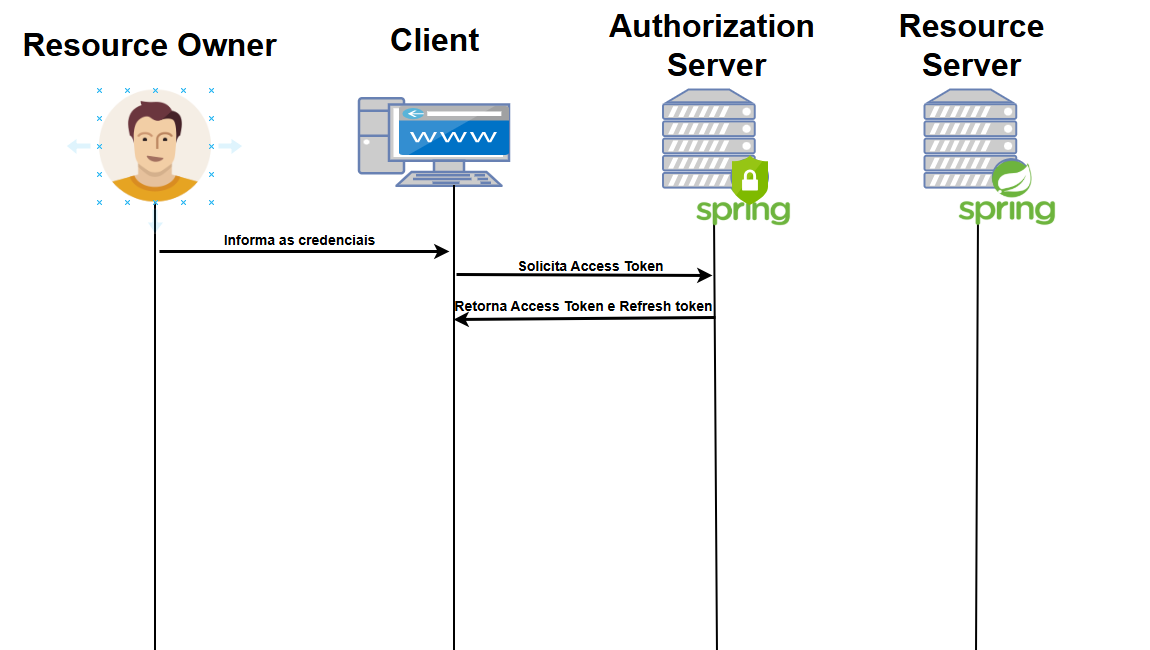 Resource Owner
Client
Authorization
Server
Resource
Server
WWW
spring
spring
Informa as credenciais
Solicita Access Token
Retorna Access Token e Refresh token